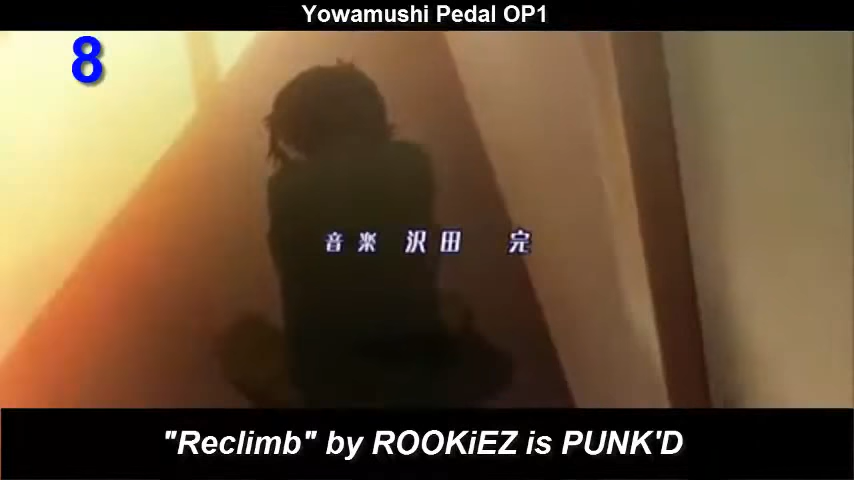 Yowamushi Pedal OP1
8
音楽 沢田 完
"Reclimb" by ROOKiEZ is PUNK'D